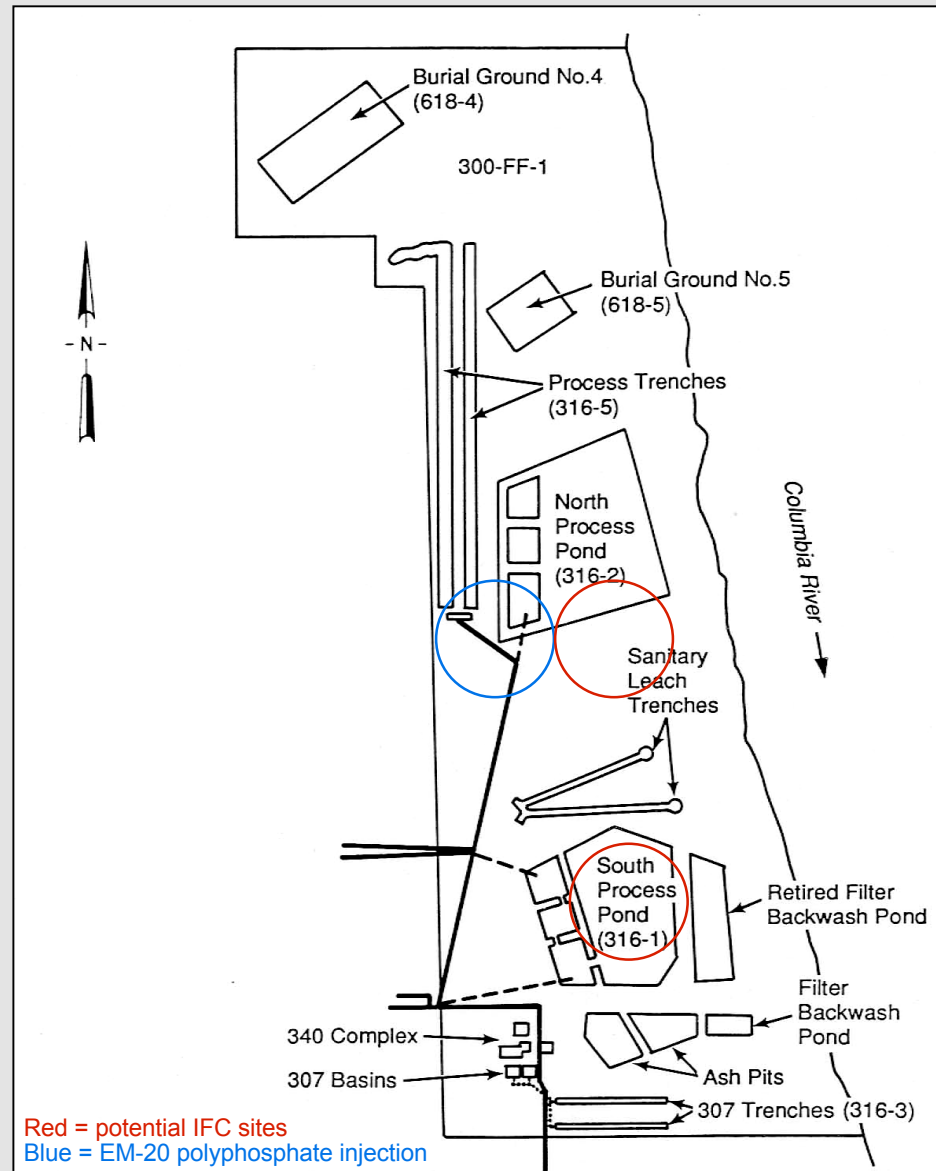 Burial Ground No.4
(618-4)
300-FF-1
Burial Ground No.5
(618-5)
- N -
Process Trenches
(316-5)
North
Process
Pond
(316-2)
Columbia River
Sanitary
Leach
Trenches
South
Process
Pond
(316-1)
Retired Filter
Backwash Pond
Filter
Backwash
Pond
340 Complex
307 Basins
Ash Pits
307 Trenches (316-3)
Red = potential IFC sites
Blue = EM-20 polyphosphate injection